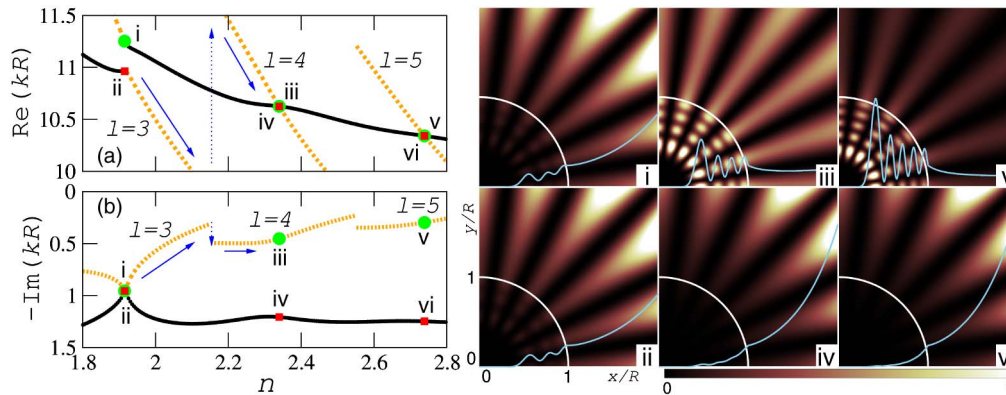 11.5
11
10.5
10
Re(kR)
i
ii
l=3
l=4
iii
iv
l=5
v
vi
(a)
0
0.5
1
1.5
-Im(kR)
(b)
l=3
l=4
l=5
i
ii
iii
iv
v
vi
1.8
2
2.2
2.4
2.6
2.8
n
i
iii
y/R
1
0
ii
iv
0
1
x/R
0